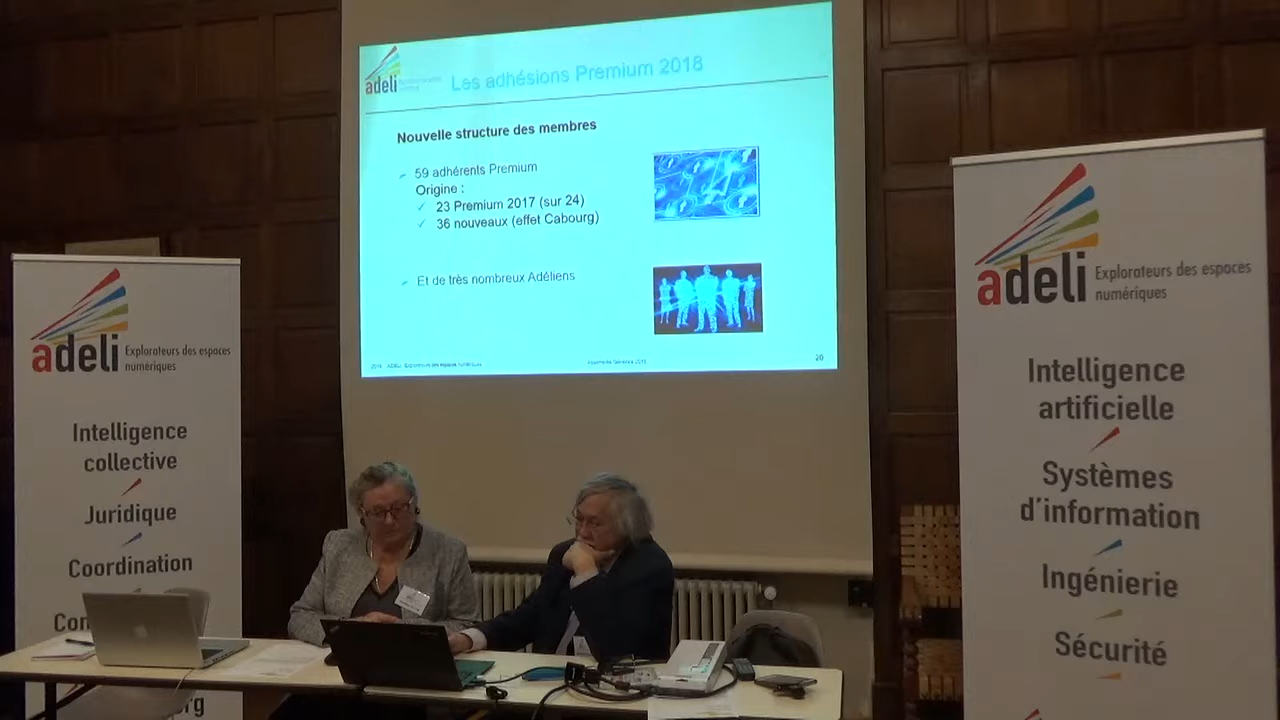 adeli
Les adhésions Premium 2018
Nouvelle structure des membres
59 adhérents Premium
Origine :
✓ 23 Premium 2017 (sur 24)
✓ 36 nouveaux (effet Cabourg)
Et de très nombreux Adéliens
20
adeli
Explorateurs des espaces
numériques
Intelligence
collective
Juridique
Coordination
adeli
Explorateurs des espaces
numériques
Intelligence
artificielle
Systèmes
d'information
Ingénierie
Sécurité